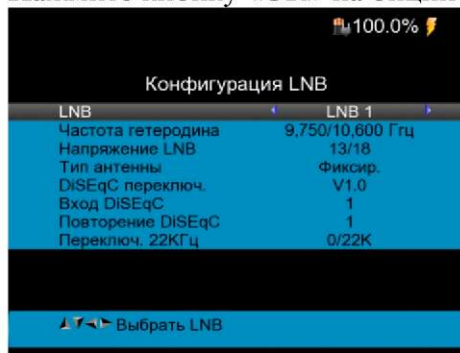 100.0%
Конфигурация LNB
LNB LNB 1
Частота гетеродина 9,750/10,600 Ггц
Напряжение LNB 13/18
Тип антенны Фиксир.
DiSEqC переключ. V1.0
Вход DiSEqC 1
Повторение DiSEqC 1
Переключ. 22КГц 0/22K
Выбрать LNB